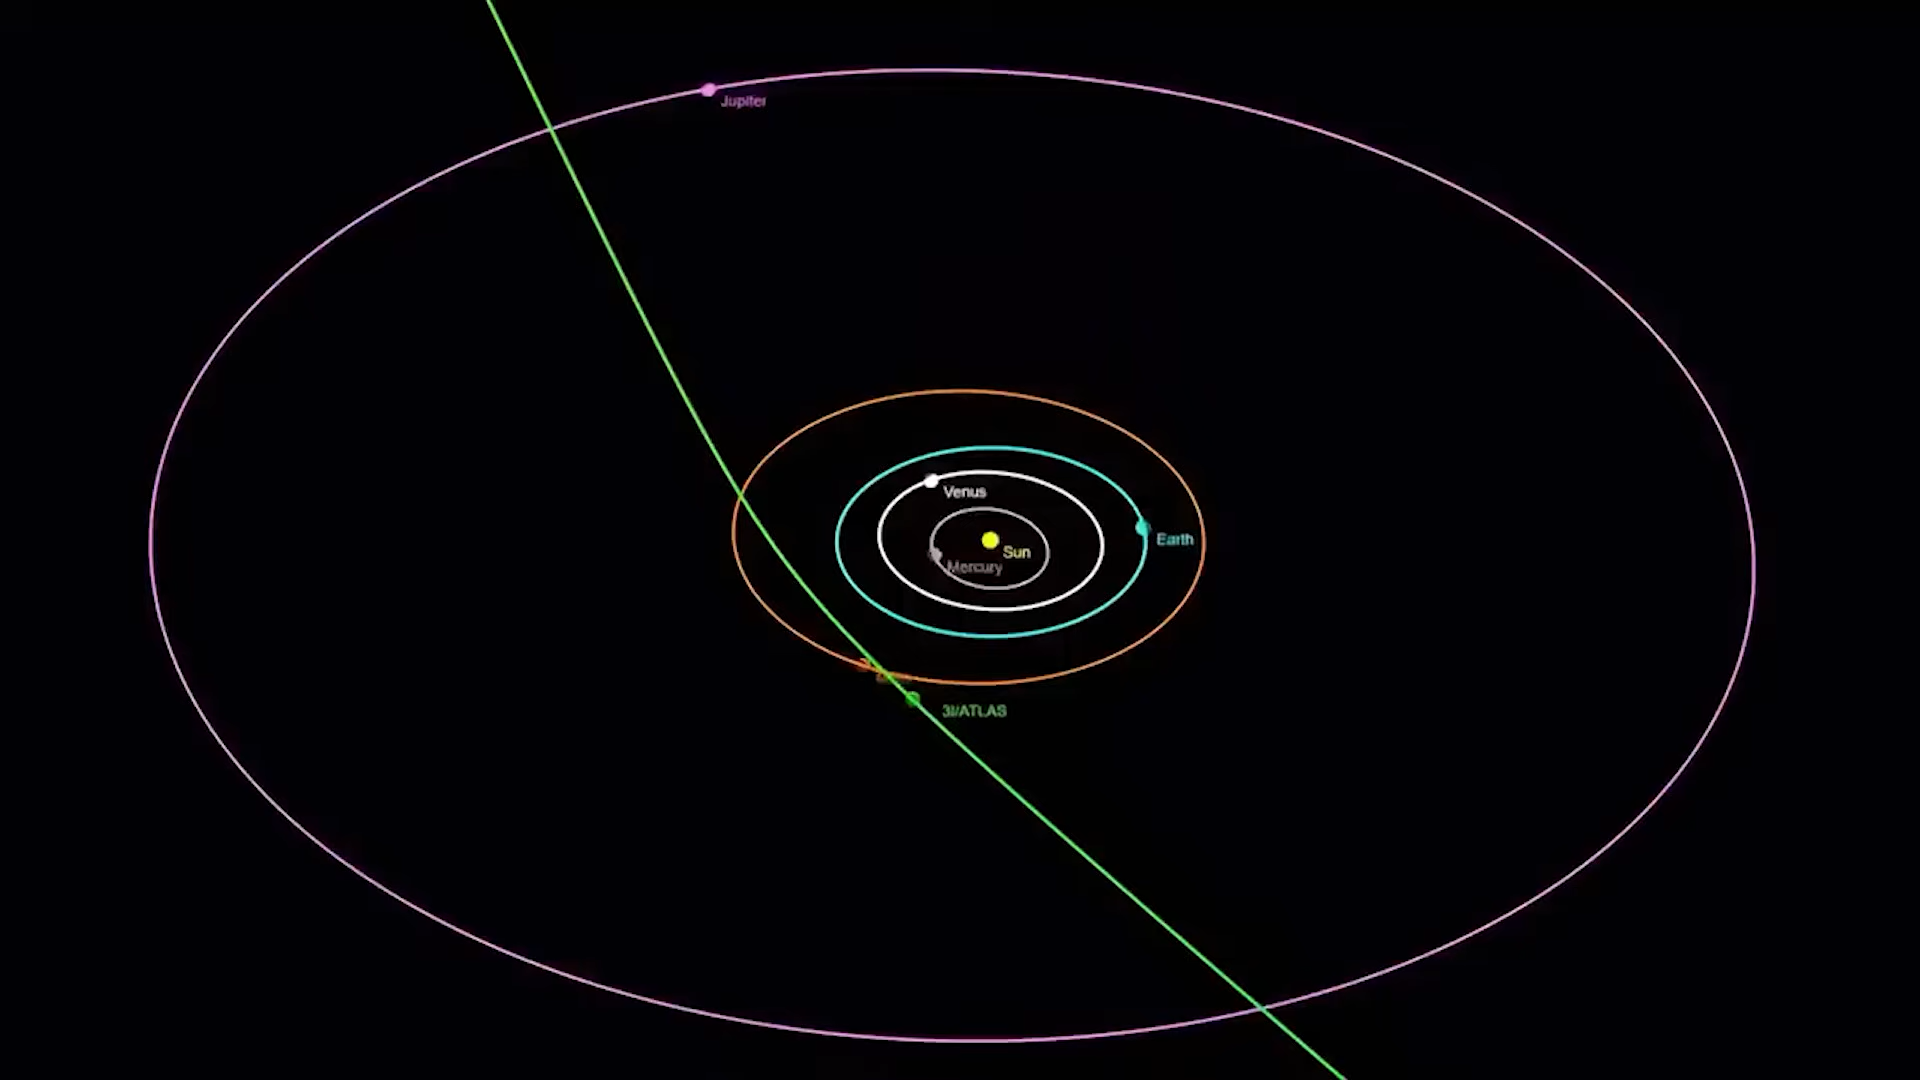 Jupiter
Venus
Sun
Earth
Mercury
3I/ATLAS